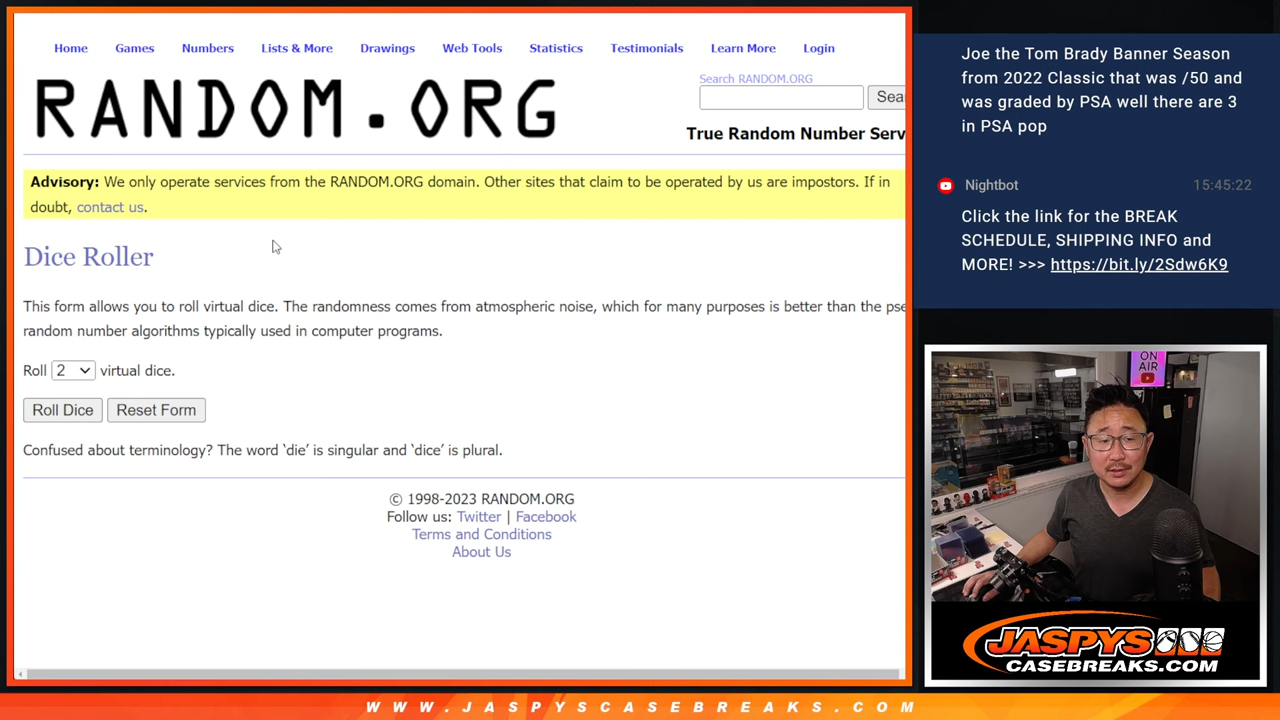 Home Games Numbers Lists & More Drawings Web Tools Statistics Testimonials Learn More Login
RANDOM.ORG
Search RANDOM.ORG
Sea
True Random Number Serv
Advisory: We only operate services from the RANDOM.ORG domain. Other sites that claim to be operated by us are impostors. If in
doubt, contact us.
Dice Roller
This form allows you to roll virtual dice. The randomness comes from atmospheric noise, which for many purposes is better than the pse
random number algorithms typically used in computer programs.
Roll 2 virtual dice.
Roll Dice Reset Form
Confused about terminology? The word ‘die’ is singular and ‘dice’ is plural.
© 1998-2023 RANDOM.ORG
Follow us: Twitter | Facebook
Terms and Conditions
About Us
Joe the Tom Brady Banner Season
from 2022 Classic that was /50 and
was graded by PSA well there are 3
in PSA pop
Nightbot 15:45:22
Click the link for the BREAK
SCHEDULE, SHIPPING INFO and
MORE! >>> https://bit.ly/2Sdw6K9
ON
AIR
JASPYS
CASEBREAKS.COM
WWW.JASPYSCASEBREAKS.COM